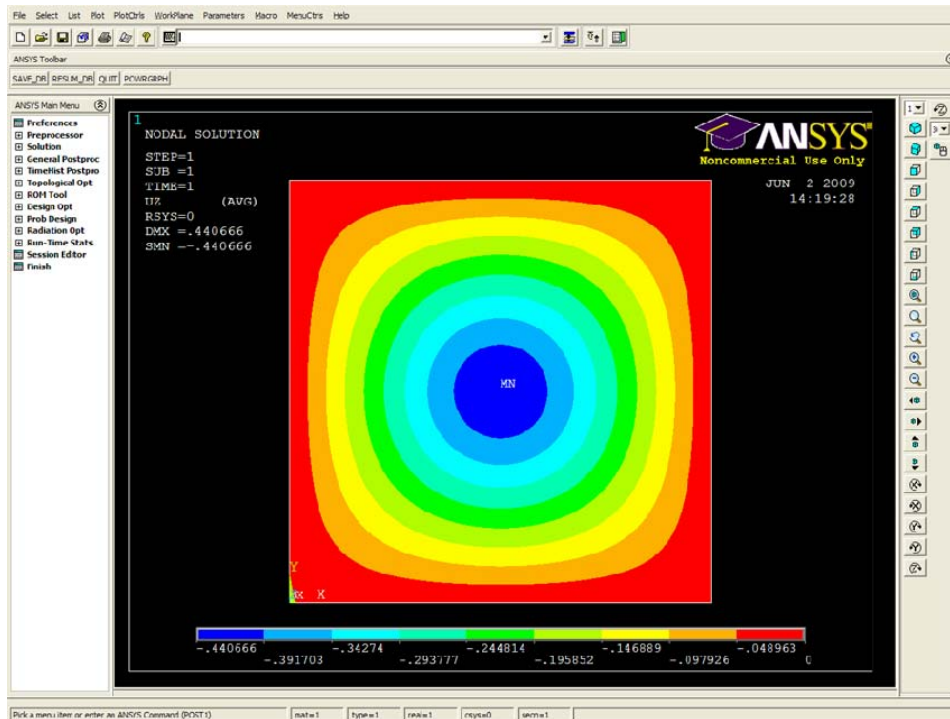 File Select List Plot PlotCtrls WorkPlane Parameters Macro MenuCtrls Help
ANSYS Toolbar
SAVE_DB RESUM_DB QUIT POWRGRPH
ANSYS Main Menu
Preferences
Preprocessor
Solution
General Postproc
TimeHist Postpro
Topological Opt
ROM Tool
Design Opt
Prob Design
Radiation Opt
Run-Time Stats
Session Editor
Finish
1
NODAL SOLUTION
STEP=1
SUB =1
TIME=1
UZ (AVG)
RSYS=0
DMX =.440666
SMN =-.440666
ANSYS
Noncommercial Use Only
JUN 2 2009
14:19:28
MN
Y
X
-.440666 -.34274 -.244814 -.146889 -.048963
-.391703 -.293777 -.195852 -.097926 0
1
3
Pick a menu item or enter an ANSYS Command (POST1) mat=1 type=1 real=1 csys=0 secn=1